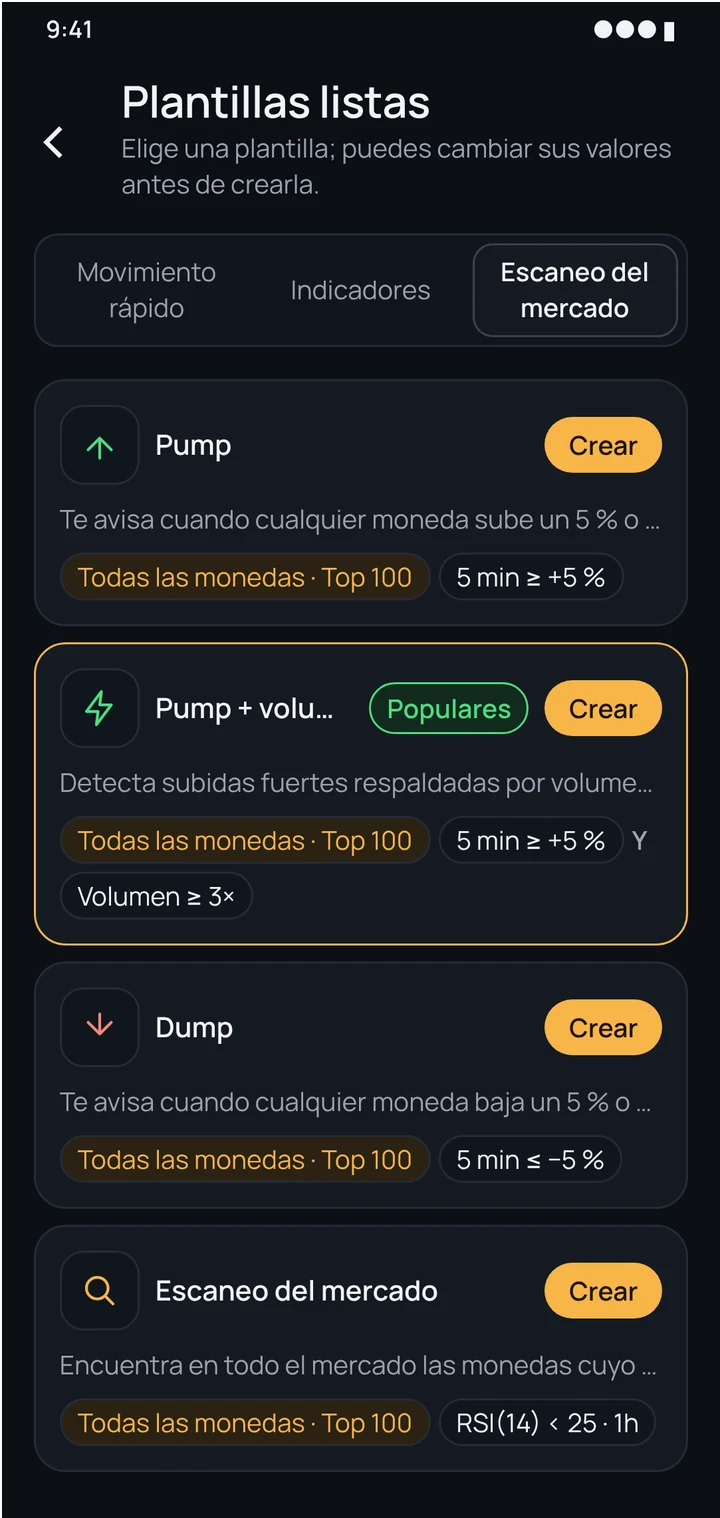 9:41
Plantillas listas
Elige una plantilla; puedes cambiar sus valores
antes de crearla.
Movimiento
rápido
Indicadores
Escaneo del
mercado
Pump
Crear
Te avisa cuando cualquier moneda sube un 5 % o ...
Todas las monedas · Top 100
5 min ≥ +5 %
Pump + volu...
Populares
Crear
Detecta subidas fuertes respaldadas por volume...
Todas las monedas · Top 100
5 min ≥ +5 %
Y
Volumen ≥ 3×
Dump
Crear
Te avisa cuando cualquier moneda baja un 5 % o ...
Todas las monedas · Top 100
5 min ≤ −5 %
Escaneo del mercado
Crear
Encuentra en todo el mercado las monedas cuyo ...
Todas las monedas · Top 100
RSI(14) < 25 · 1h